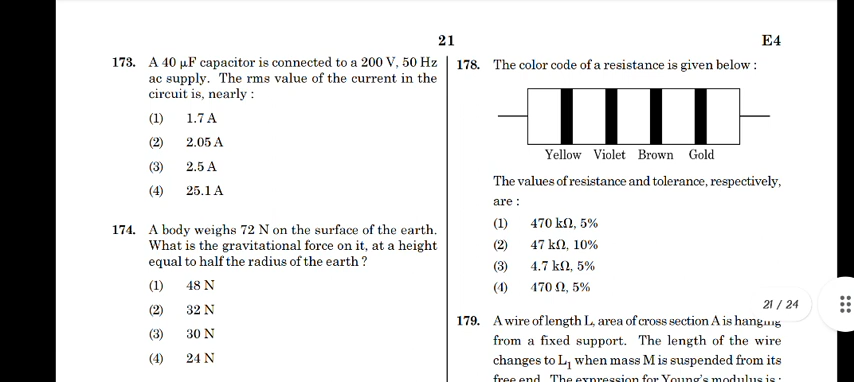 21
E4
173. A 40 μF capacitor is connected to a 200 V, 50 Hz
ac supply. The rms value of the current in the
circuit is, nearly :
(1) 1.7 A
(2) 2.05 A
(3) 2.5 A
(4) 25.1 A
174. A body weighs 72 N on the surface of the earth.
What is the gravitational force on it, at a height
equal to half the radius of the earth ?
(1) 48 N
(2) 32 N
(3) 30 N
(4) 24 N
178. The color code of a resistance is given below :
Yellow Violet Brown Gold
The values of resistance and tolerance, respectively,
are :
(1) 470 kΩ, 5%
(2) 47 kΩ, 10%
(3) 4.7 kΩ, 5%
(4) 470 Ω, 5%
21 / 24
179. A wire of length L, area of cross section A is hanging
from a fixed support. The length of the wire
changes to L₁ when mass M is suspended from its
free end. The expression for Young's modulus is :